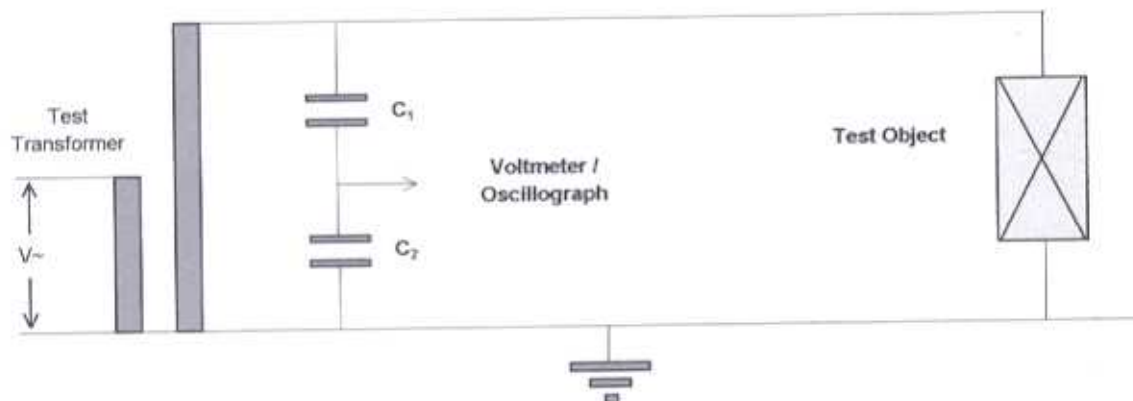 Test
Transformer
V~
C1
C2
Voltmeter /
Oscillograph
Test Object